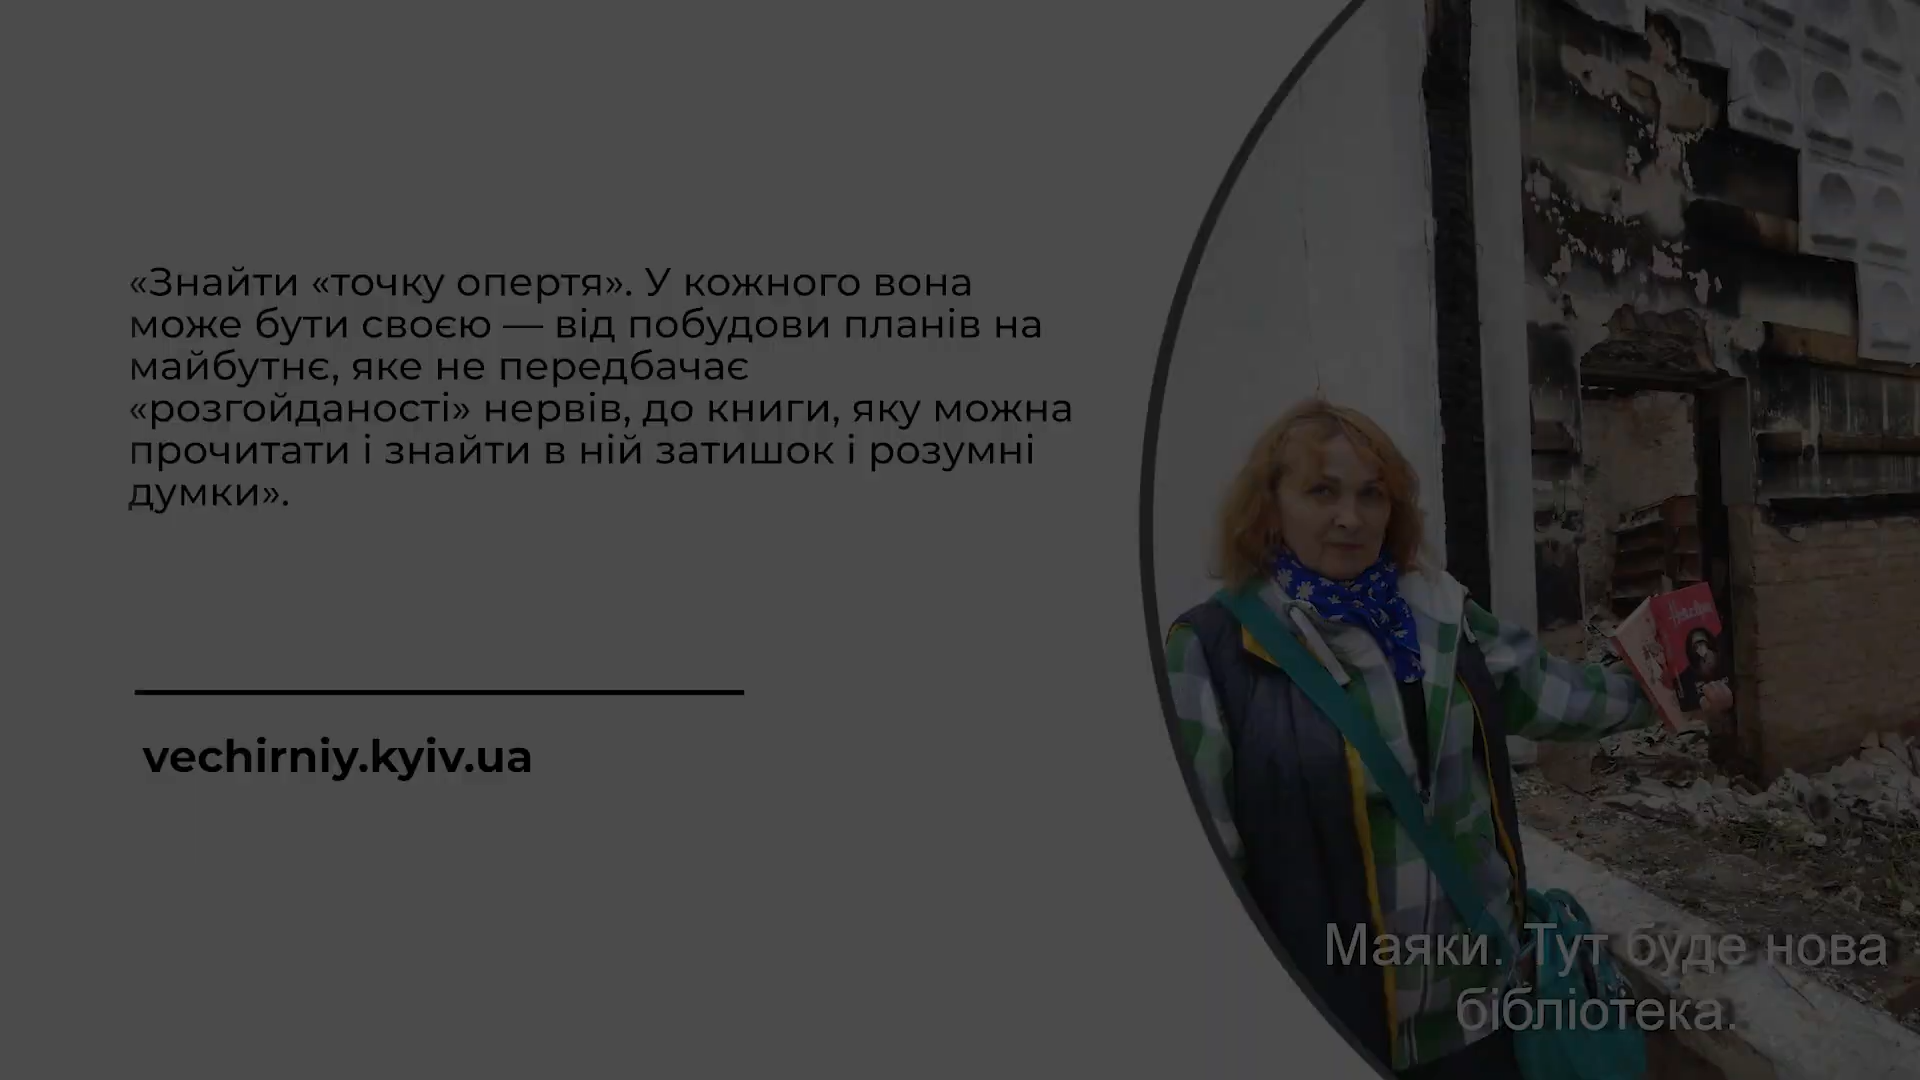 «Знайти «точку опертя». У кожного вона
може бути своєю — від побудови планів на
майбутнє, яке не передбачає
«розгойданості» нервів, до книги, яку можна
прочитати і знайти в ній затишок і розумні
думки».
vechirniy.kyiv.ua
Маяки. Тут буде нова
бібліотека.